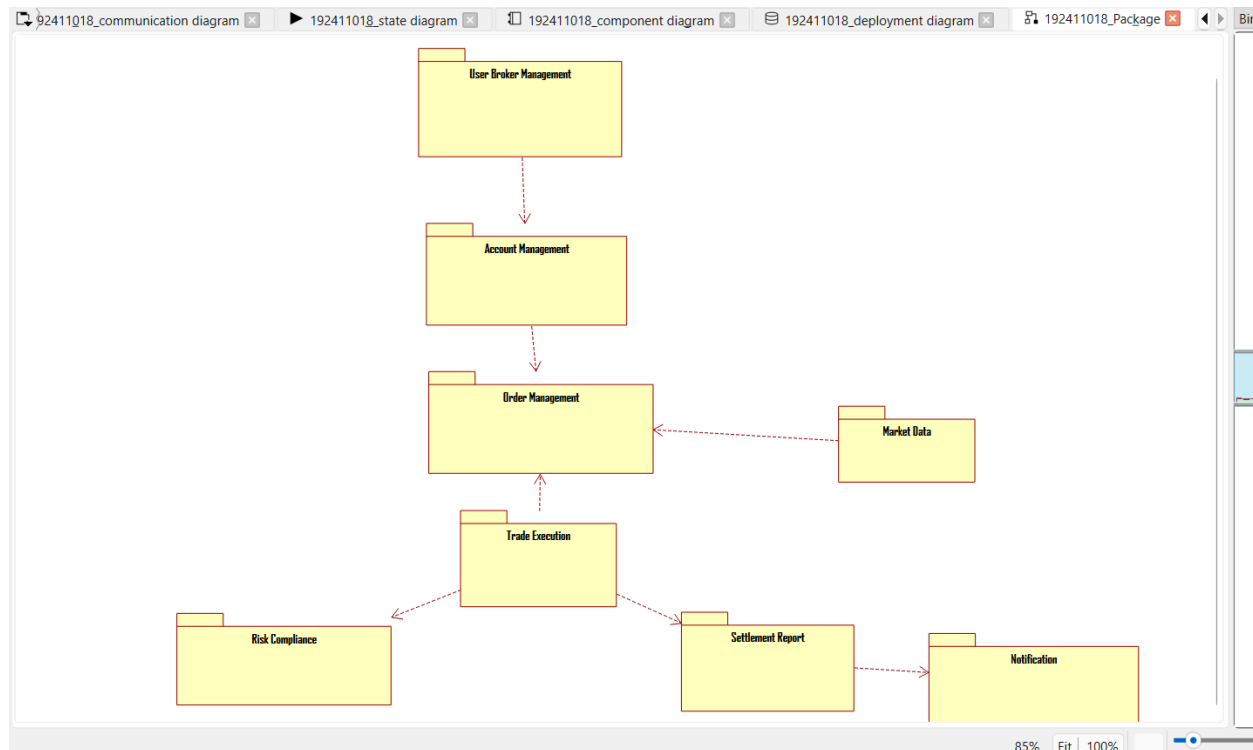 92411018_communication diagram
192411018_state diagram
192411018_component diagram
192411018_deployment diagram
192411018_Package
User Broker Management
Account Management
Order Management
Market Data
Trade Execution
Risk Compliance
Settlement Report
Notification
85% Fit 100%